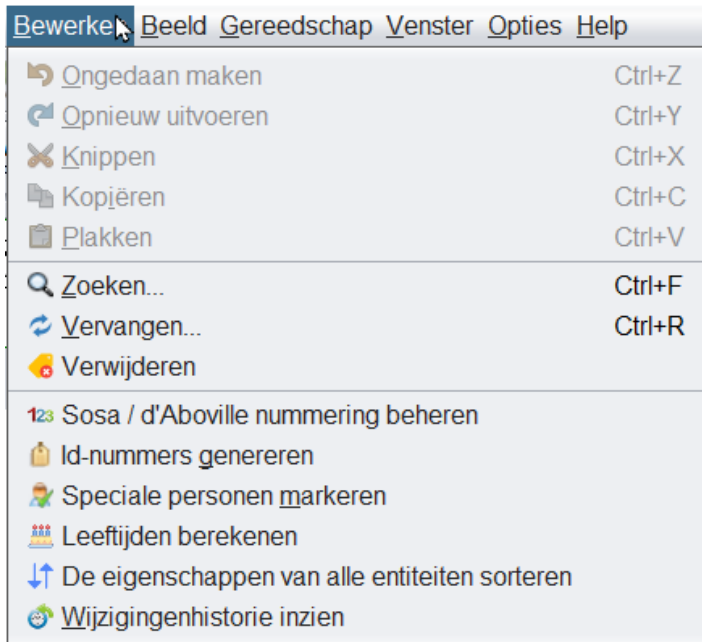 Bewerken Beeld Gereedschap Venster Opties Help
Ongedaan maken Ctrl+Z
Opnieuw uitvoeren Ctrl+Y
Knippen Ctrl+X
Kopiëren Ctrl+C
Plakken Ctrl+V
Zoeken... Ctrl+F
Vervangen... Ctrl+R
Verwijderen
123 Sosa / d'Aboville nummering beheren
Id-nummers genereren
Speciale personen markeren
Leeftijden berekenen
De eigenschappen van alle entiteiten sorteren
Wijzigingenhistorie inzien